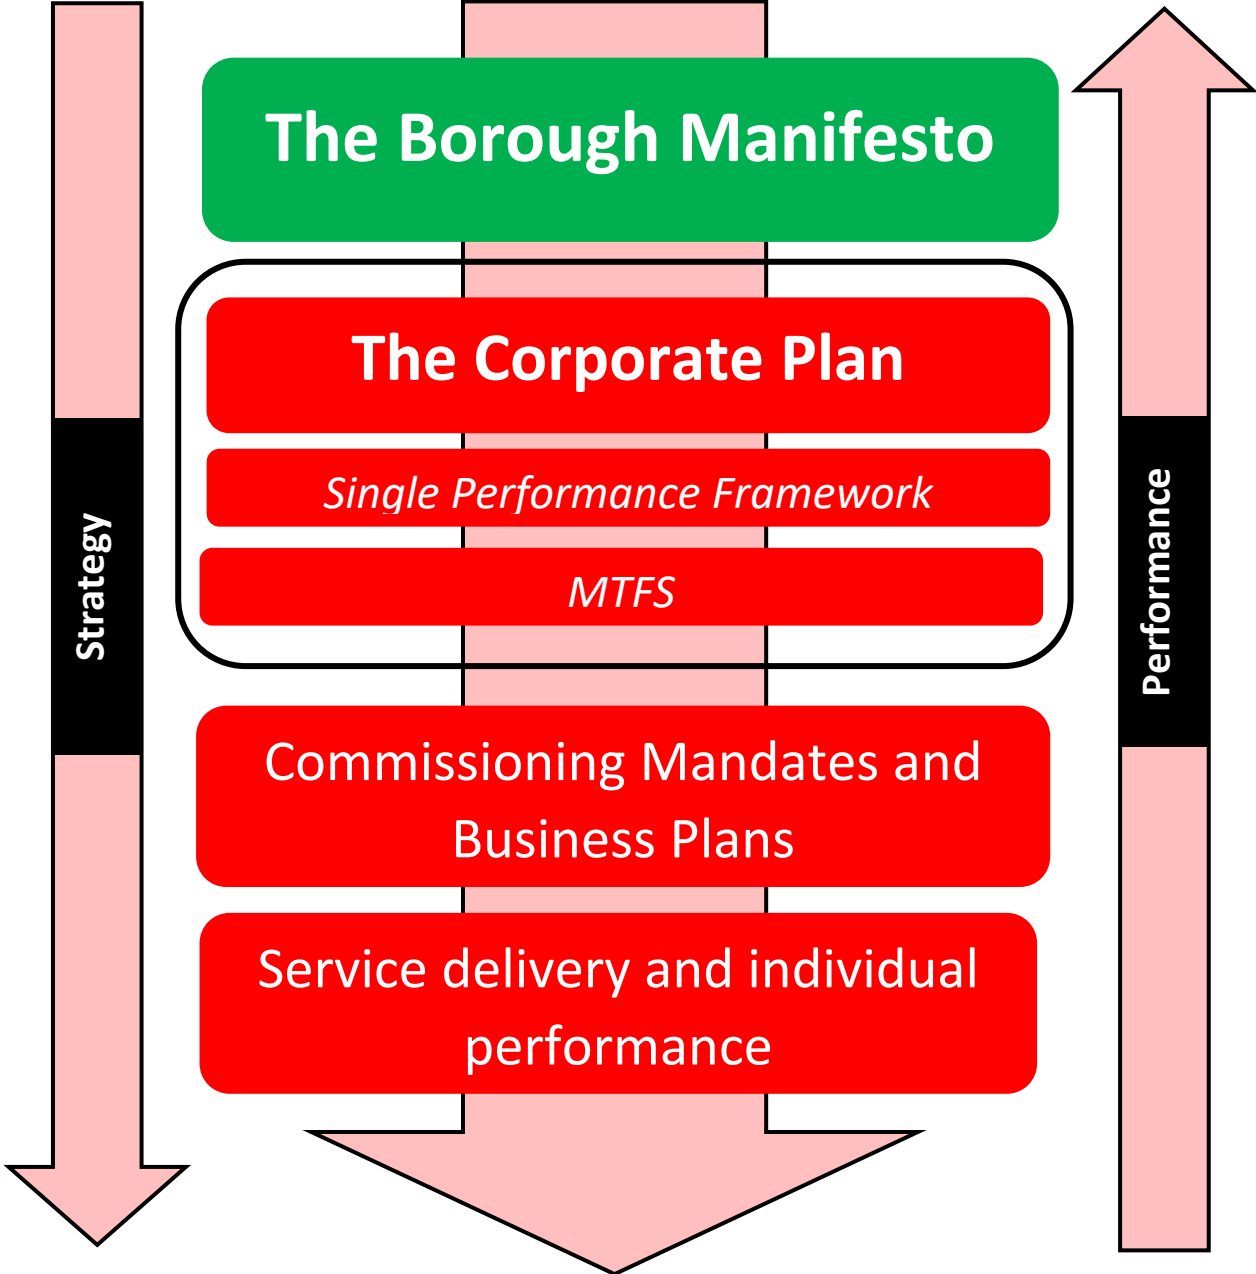 The Borough Manifesto
The Corporate Plan
Single Performance Framework
MTFS
Commissioning Mandates and
Business Plans
Service delivery and individual
performance
Strategy
Performance